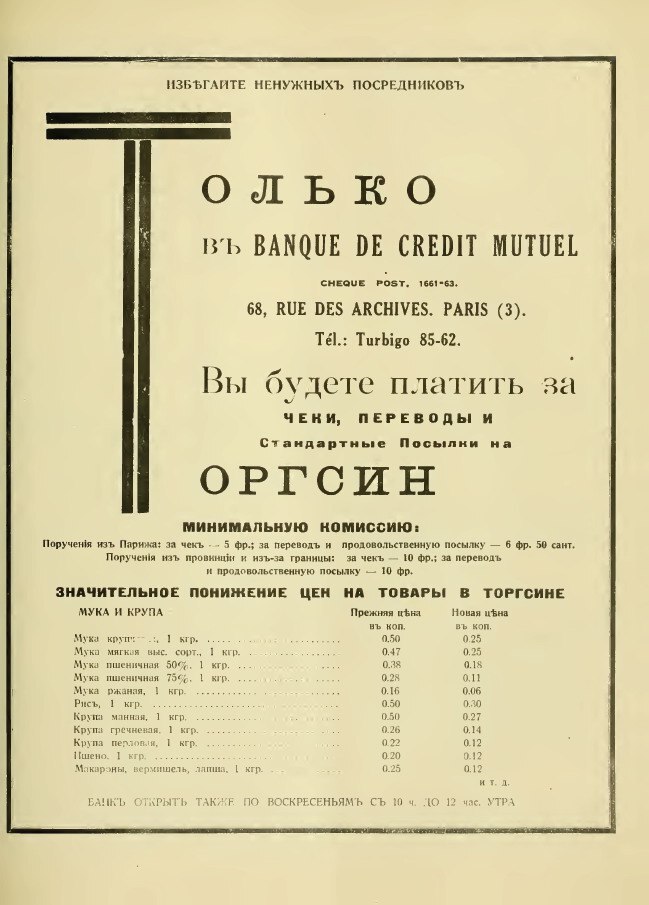 ИЗБѢГАЙТЕ НЕНУЖНЫХЪ ПОСРЕДНИКОВЪ
ТОЛЬКО
ВЪ BANQUE DE CREDIT MUTUEL
CHEQUE POST. 1661-63.
68, RUE DES ARCHIVES. PARIS (3).
Tél.: Turbigo 85-62.
Вы будете платить за
ЧЕКИ, ПЕРЕВОДЫ И
Стандартные Посылки на
ТОРГСИН
МИНИМАЛЬНУЮ КОМИССИЮ:
Порученія изъ Парижа: за чекъ — 5 фр.; за переводъ и продовольственную посылку — 6 фр. 50 сант.
Порученія из провинціи и изъ-за границы: за чекъ — 10 фр.; за переводъ
и продовольственную посылку — 10 фр.
ЗНАЧИТЕЛЬНОЕ ПОНИЖЕНИЕ ЦЕН НА ТОВАРЫ В ТОРГСИНЕ
МУКА И КРУПА Прежняя цѣна Новая цѣна
въ коп. въ коп.
Мука 1 кгр. 0.50 0.25
Мука мягкая выс. сорт., 1 кгр. 0.47 0.25
Мука пшеничная 50%, 1 кгр. 0.38 0.18
Мука пшеничная 75%, 1 кгр. 0.28 0.11
Мука ржаная, 1 кгр. 0.16 0.06
Рисъ, 1 кгр. 0.50 0.30
Крупа манная, 1 кгр. 0.50 0.27
Крупа гречневая, 1 кгр. 0.26 0.14
Крупа перловая, 1 кгр. 0.22 0.12
Пшено, 1 кгр. 0.20 0.12
Макароны, вермишель, лапша, 1 кгр. 0.25 0.12
и т. д.
БАНКЪ ОТКРЫТЪ ТАКЖЕ ПО ВОСКРЕСЕНЬЯМЪ СЪ 10 ч. ДО 12 час. УТРА